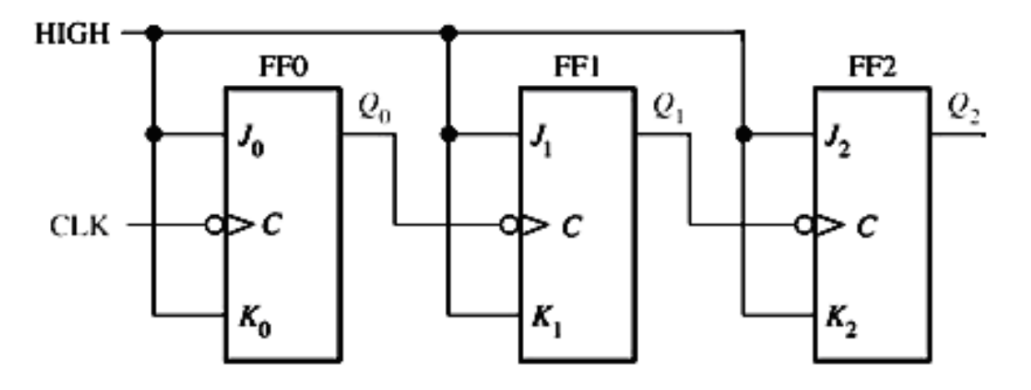 HIGH
FF0 FF1 FF2
Q₀ Q₁ Q₂
J₀ J₁ J₂
CLK C C C
K₀ K₁ K₂